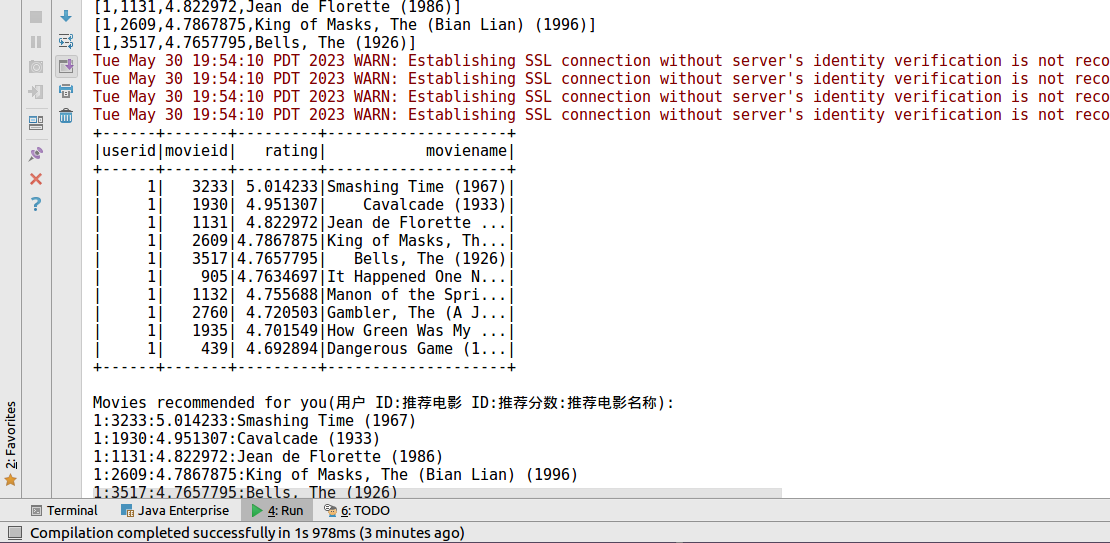 [1,1131,4.822972,Jean de Florette (1986)]
[1,2609,4.7867875,King of Masks, The (Bian Lian) (1996)]
[1,3517,4.7657795,Bells, The (1926)]
Tue May 30 19:54:10 PDT 2023 WARN: Establishing SSL connection without server's identity verification is not reco
Tue May 30 19:54:10 PDT 2023 WARN: Establishing SSL connection without server's identity verification is not reco
Tue May 30 19:54:10 PDT 2023 WARN: Establishing SSL connection without server's identity verification is not reco
Tue May 30 19:54:10 PDT 2023 WARN: Establishing SSL connection without server's identity verification is not reco
+------+-------+---------+--------------------+
|userid|movieid|   rating|           moviename|
+------+-------+---------+--------------------+
|     1|   3233| 5.014233|Smashing Time (1967)|
|     1|   1930| 4.951307|    Cavalcade (1933)|
|     1|   1131| 4.822972|Jean de Florette ...|
|     1|   2609|4.7867875|King of Masks, Th...|
|     1|   3517|4.7657795|   Bells, The (1926)|
|     1|    905|4.7634697|It Happened One N...|
|     1|   1132| 4.755688|Manon of the Spri...|
|     1|   2760| 4.720503|Gambler, The (A J...|
|     1|   1935| 4.701549|How Green Was My ...|
|     1|    439| 4.692894|Dangerous Game (1...|
+------+-------+---------+--------------------+
Movies recommended for you(用户 ID:推荐电影 ID:推荐分数:推荐电影名称):
1:3233:5.014233:Smashing Time (1967)
1:1930:4.951307:Cavalcade (1933)
1:1131:4.822972:Jean de Florette (1986)
1:2609:4.7867875:King of Masks, The (Bian Lian) (1996)
1:3517:4.7657795:Bells, The (1926)
2: Favorites
Terminal
Java Enterprise
4: Run
6: TODO
Compilation completed successfully in 1s 978ms (3 minutes ago)